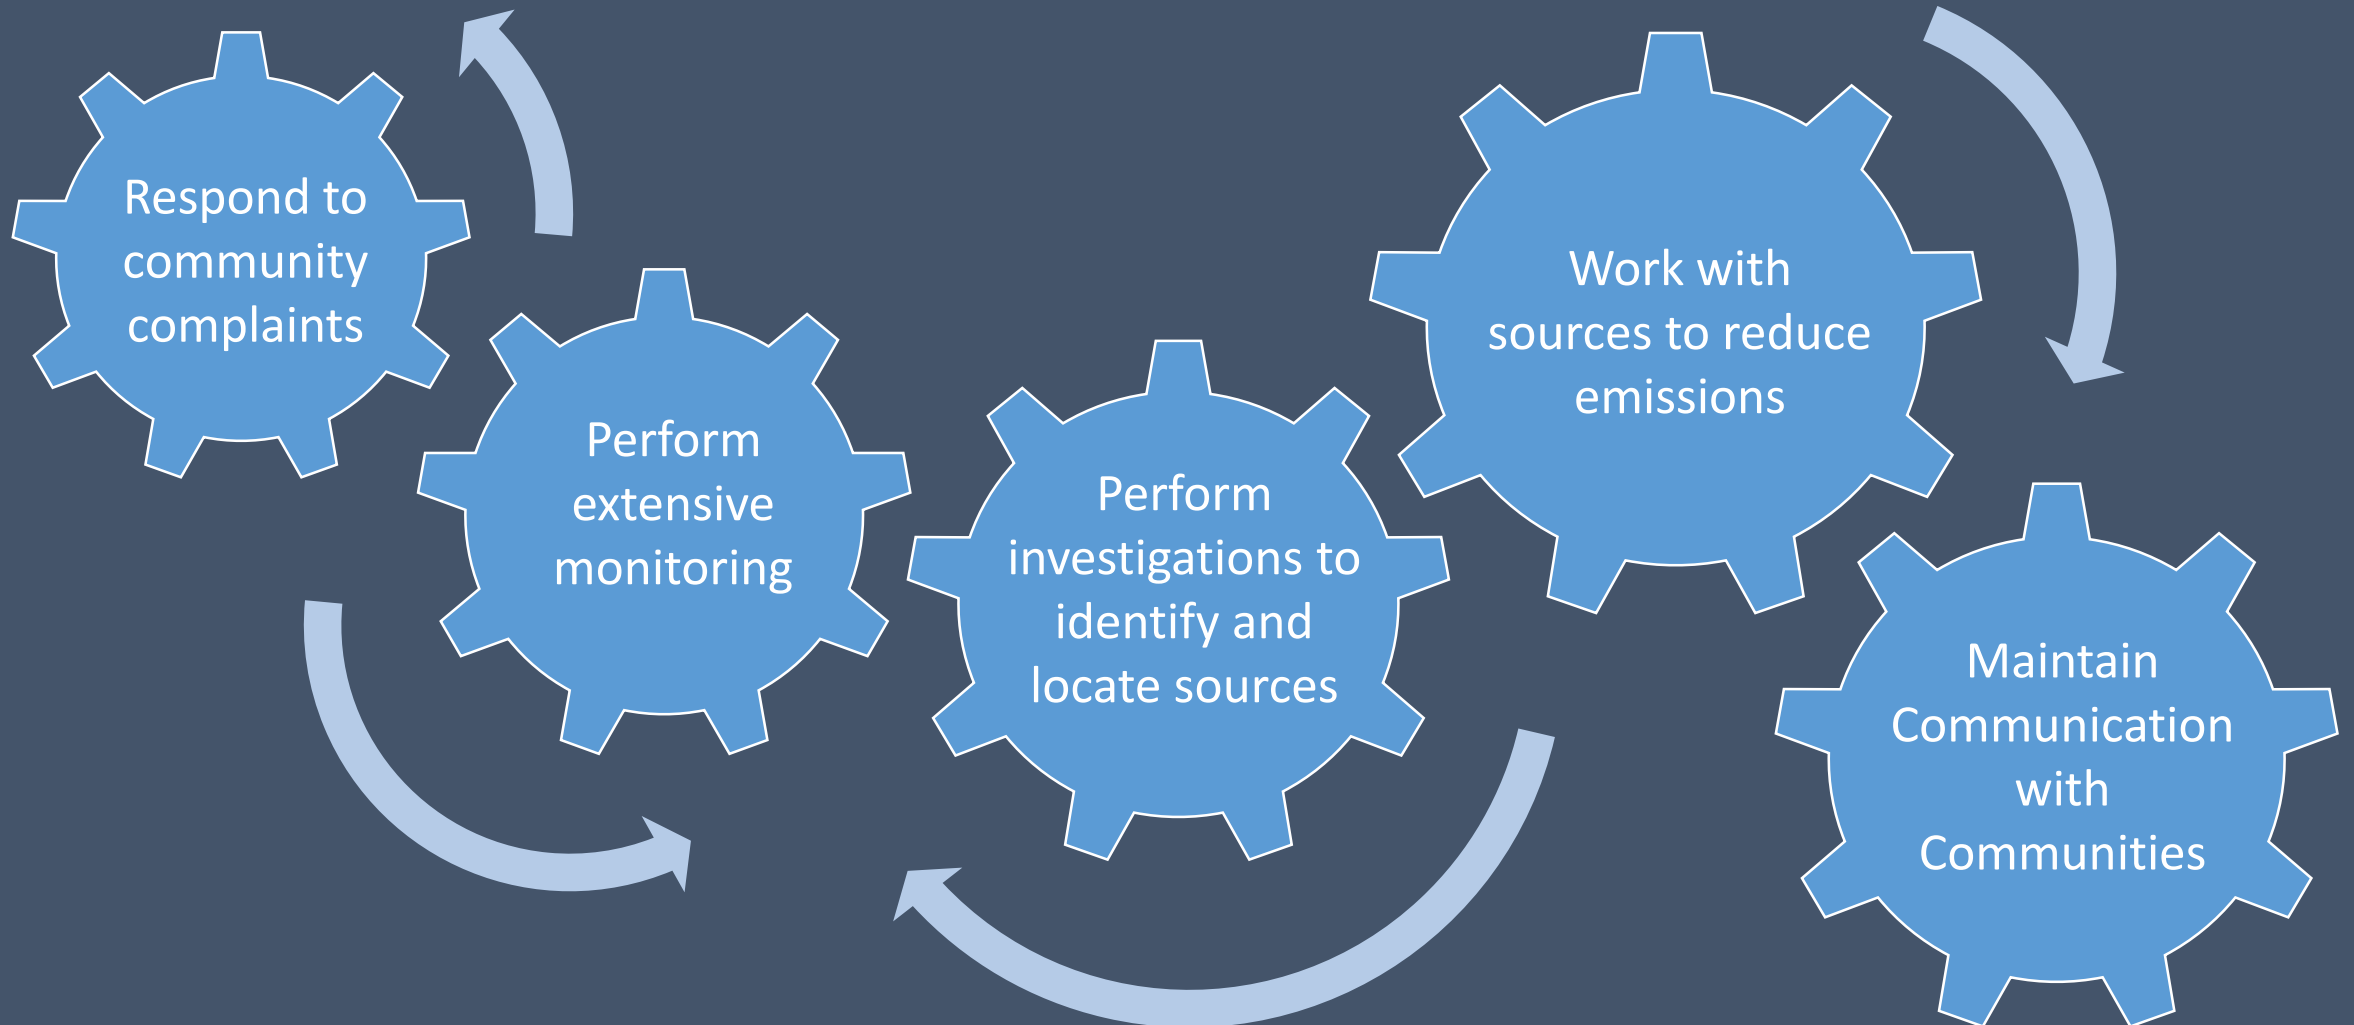 Respond to
community
complaints
Perform
extensive
monitoring
Perform
investigations to
identify and
locate sources
Work with
sources to reduce
emissions
Maintain
Communication
with
Communities